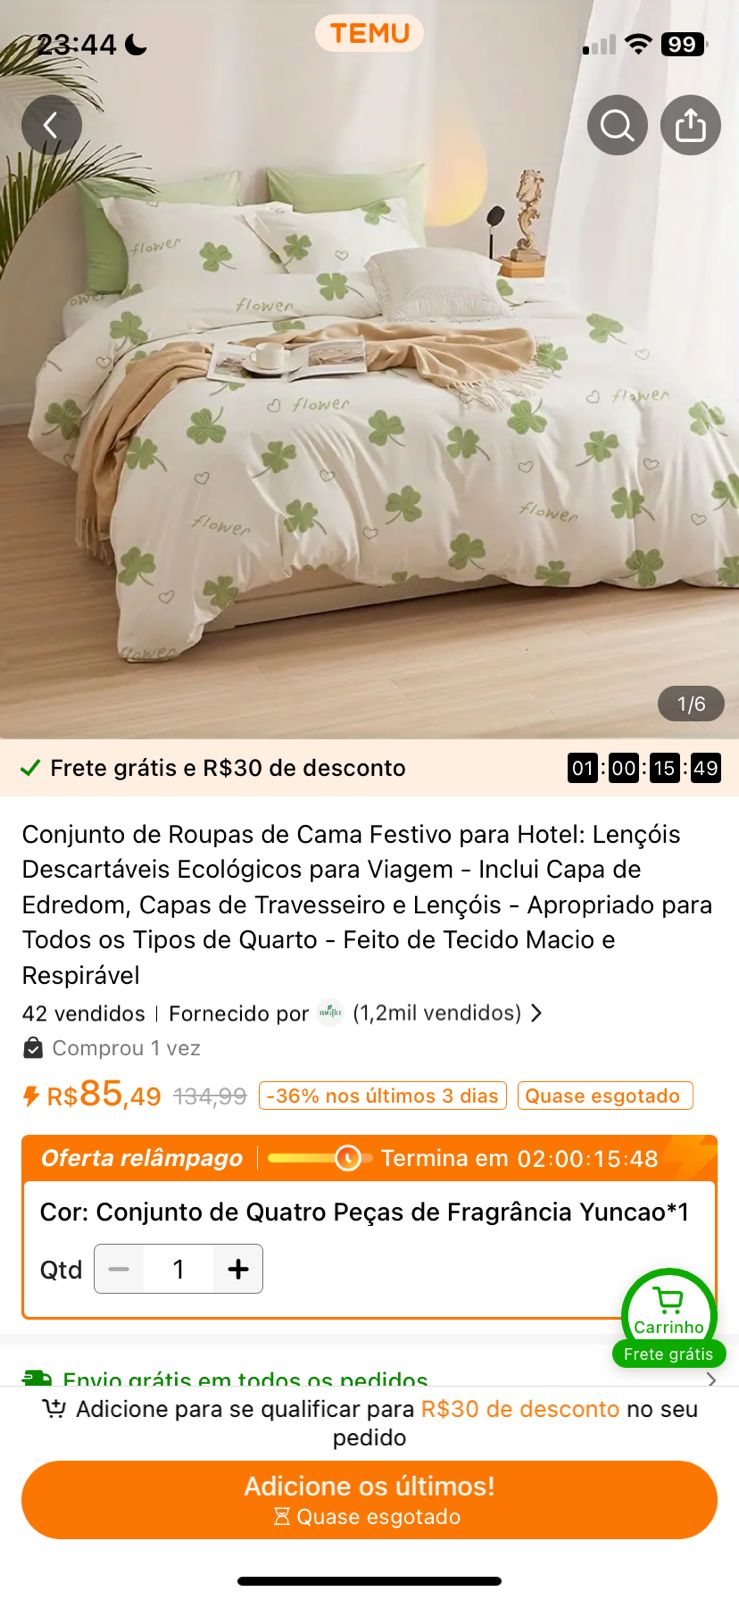 23:44
TEMU
99
flower
flower
flower
flower
flower
flower
flower
1/6
Frete grátis e R$30 de desconto
01:00:15:49
Conjunto de Roupas de Cama Festivo para Hotel: Lençóis
Descartáveis Ecológicos para Viagem - Inclui Capa de
Edredom, Capas de Travesseiro e Lençóis - Apropriado para
Todos os Tipos de Quarto - Feito de Tecido Macio e
Respirável
42 vendidos | Fornecido por (1,2mil vendidos)
Comprou 1 vez
R$85,49 134,99 -36% nos últimos 3 dias Quase esgotado
Oferta relâmpago | Termina em 02:00:15:48
Cor: Conjunto de Quatro Peças de Fragrância Yuncao*1
Qtd − 1 +
Carrinho
Frete grátis
Envio grátis em todos os pedidos
Adicione para se qualificar para R$30 de desconto no seu
pedido
Adicione os últimos!
Quase esgotado